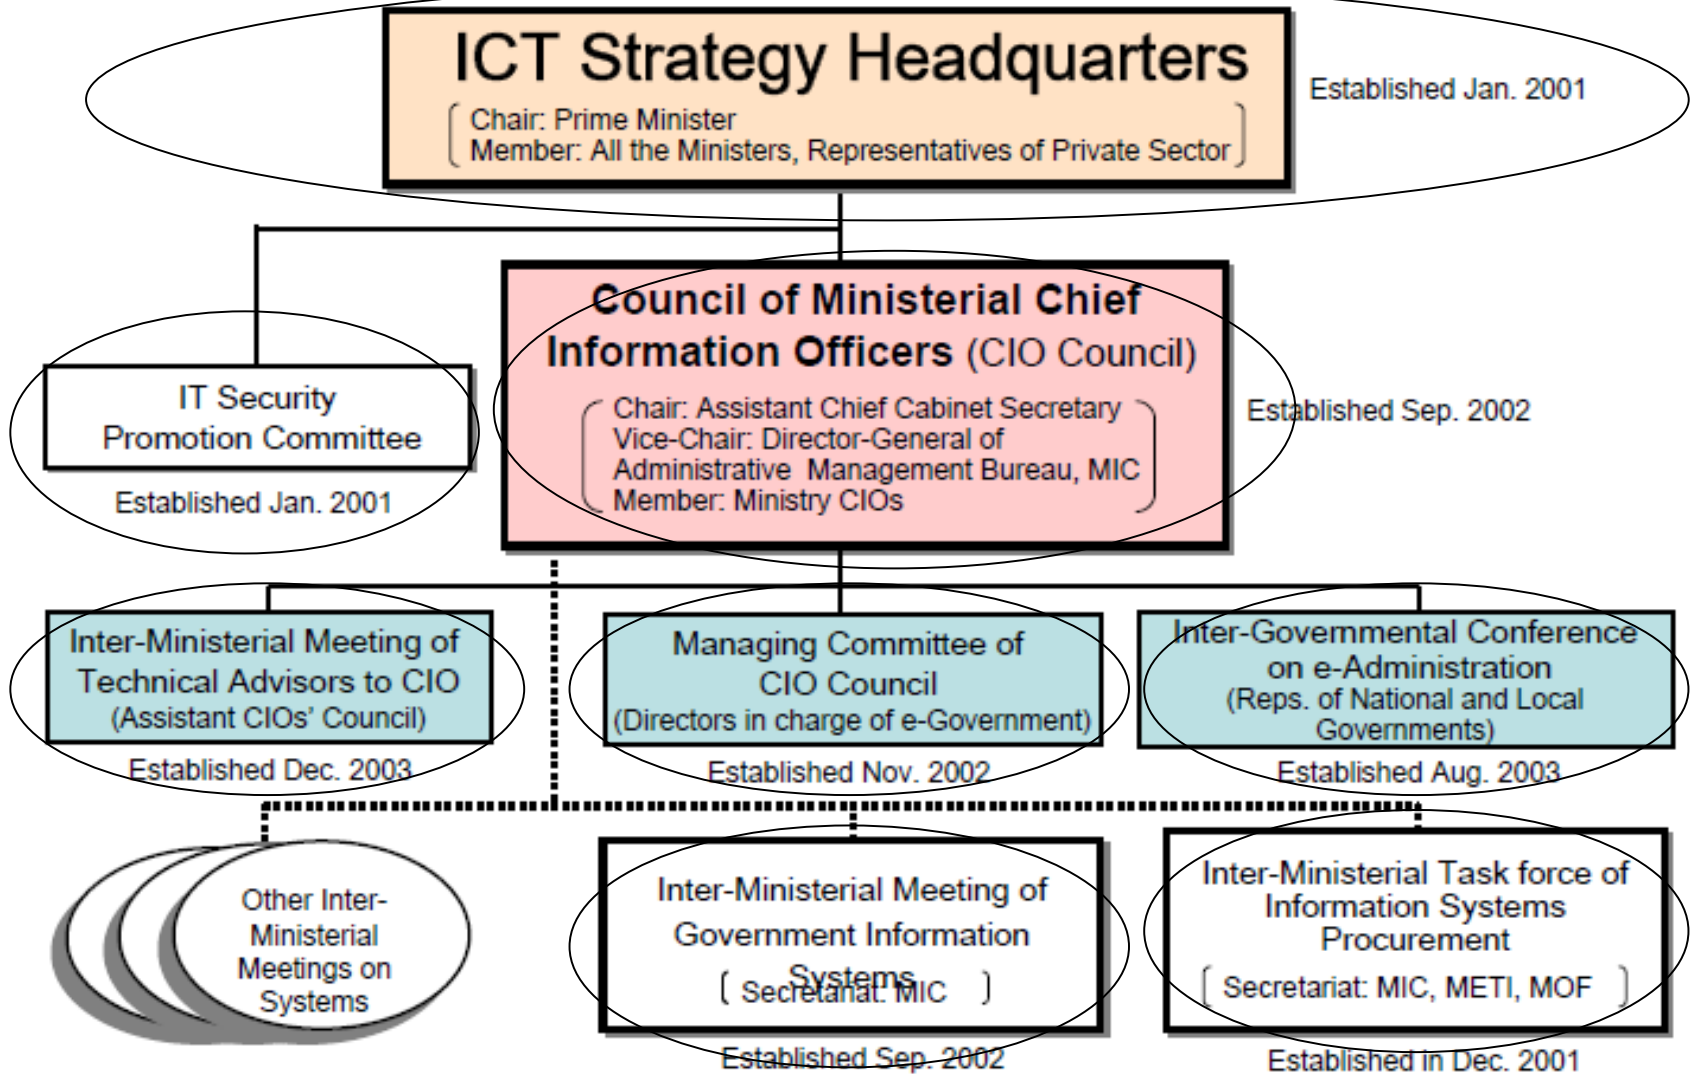 ICT Strategy Headquarters
Chair: Prime Minister
Member: All the Ministers, Representatives of Private Sector
Established Jan. 2001
Council of Ministerial Chief
Information Officers (CIO Council)
Chair: Assistant Chief Cabinet Secretary
Vice-Chair: Director-General of
Administrative Management Bureau, MIC
Member: Ministry CIOs
Established Sep. 2002
IT Security
Promotion Committee
Established Jan. 2001
Inter-Ministerial Meeting of
Technical Advisors to CIO
(Assistant CIOs' Council)
Established Dec. 2003
Managing Committee of
CIO Council
(Directors in charge of e-Government)
Established Nov. 2002
Inter-Governmental Conference
on e-Administration
(Reps. of National and Local
Governments)
Established Aug. 2003
Other Inter-
Ministerial
Meetings on
Systems
Inter-Ministerial Meeting of
Government Information
Systems
Secretariat: MIC
Established Sep. 2002
Inter-Ministerial Task force of
Information Systems
Procurement
Secretariat: MIC, METI, MOF
Established in Dec. 2001